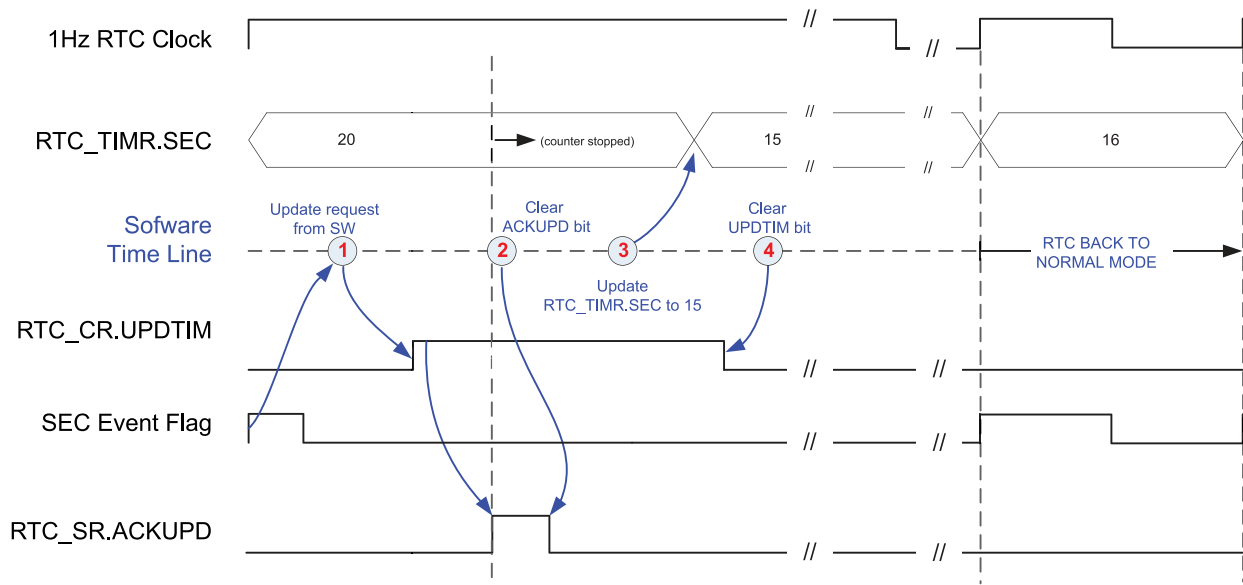 1Hz RTC Clock
//
//
RTC_TIMR.SEC
20
(counter stopped)
//
15
//
//
//
16
Sofware
Time Line
Update request
from SW
1
Clear
ACKUPD bit
2
3
Update
RTC_TIMR.SEC to 15
Clear
UPDTIM bit
4
RTC BACK TO
NORMAL MODE
RTC_CR.UPDTIM
//
//
SEC Event Flag
//
//
RTC_SR.ACKUPD
//
//